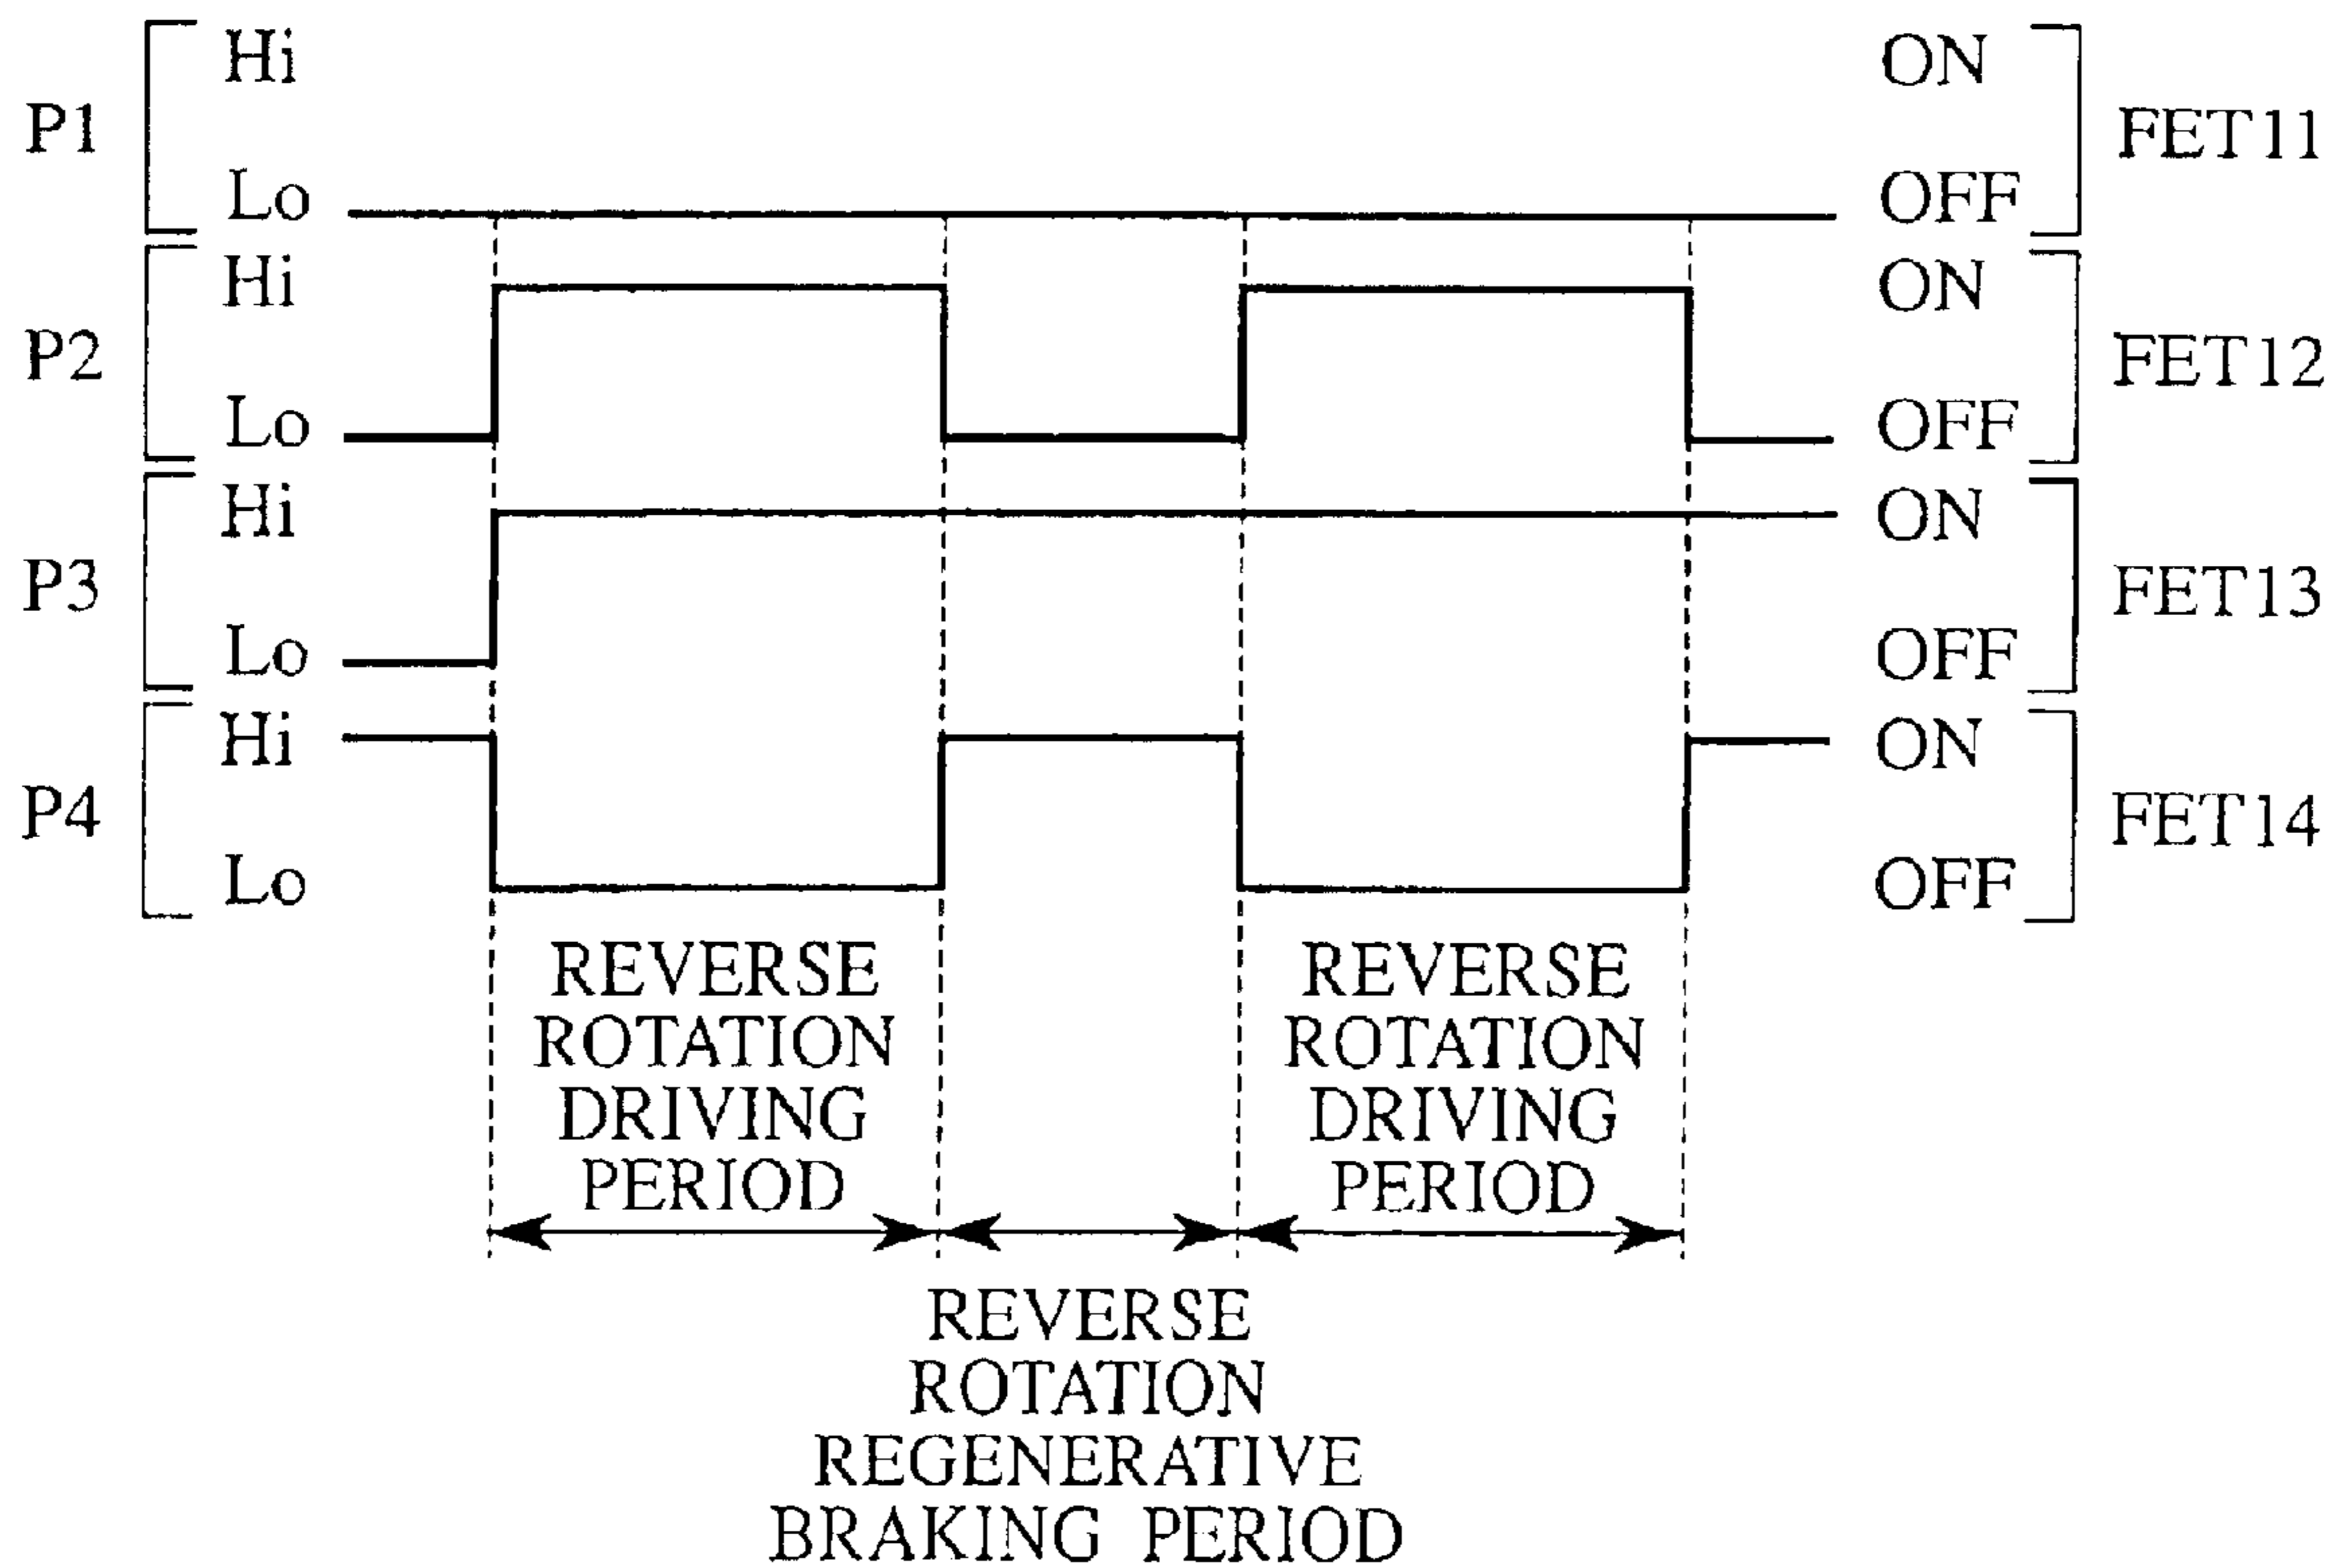 P1
Hi
Lo
ON
OFF
FET11
P2
Hi
Lo
ON
OFF
FET12
P3
Hi
Lo
ON
OFF
FET13
P4
Hi
Lo
ON
OFF
FET14
REVERSE
ROTATION
DRIVING
PERIOD
REVERSE
ROTATION
DRIVING
PERIOD
REVERSE
ROTATION
REGENERATIVE
BRAKING PERIOD